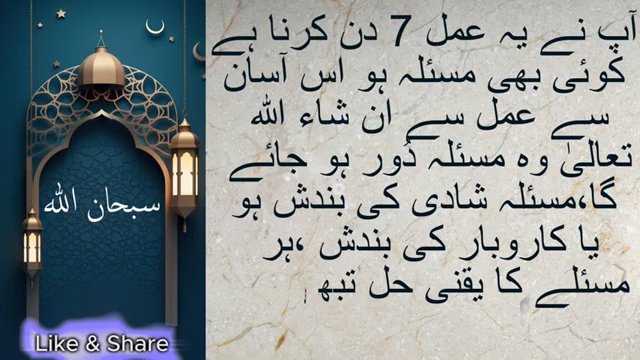 آپ نے یہ عمل 7 دن کرنا ہے
کوئی بھی مسئلہ ہو اس آسان
سے عمل سے ان شاء اللہ
تعالیٰ وہ مسئلہ دُور ہو جائے
گا،مسئلہ شادی کی بندش ہو
یا کاروبار کی بندش ،ہر
مسئلے کا یقنی حل تبھ
سبحان الله
Like & Share